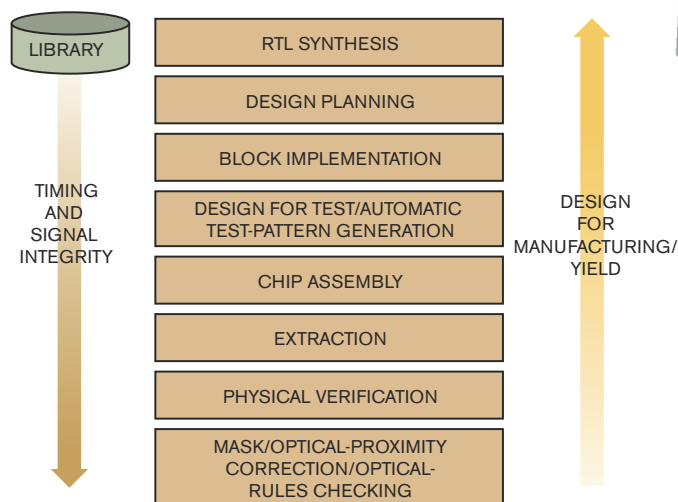 LIBRARY
RTL SYNTHESIS
DESIGN PLANNING
BLOCK IMPLEMENTATION
DESIGN FOR TEST/AUTOMATIC
TEST-PATTERN GENERATION
CHIP ASSEMBLY
EXTRACTION
PHYSICAL VERIFICATION
MASK/OPTICAL-PROXIMITY
CORRECTION/OPTICAL-
RULES CHECKING
TIMING
AND
SIGNAL
INTEGRITY
DESIGN
FOR
MANUFACTURING/
YIELD